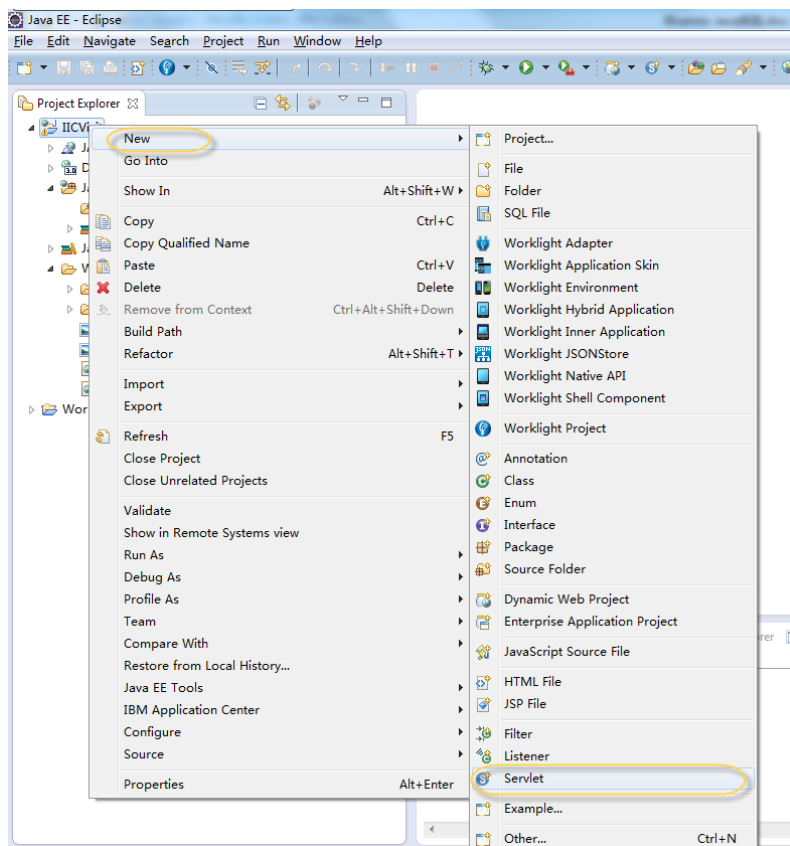 Java EE - Eclipse
File Edit Navigate Search Project Run Window Help
Project Explorer
New
Go Into
Show In Alt+Shift+W
Copy Ctrl+C
Copy Qualified Name
Paste Ctrl+V
Delete Delete
Remove from Context Ctrl+Alt+Shift+Down
Build Path
Refactor Alt+Shift+T
Import
Export
Refresh F5
Close Project
Close Unrelated Projects
Validate
Show in Remote Systems view
Run As
Debug As
Profile As
Team
Compare With
Restore from Local History...
Java EE Tools
IBM Application Center
Configure
Source
Properties Alt+Enter
Project...
File
Folder
SQL File
Worklight Adapter
Worklight Application Skin
Worklight Environment
Worklight Hybrid Application
Worklight Inner Application
Worklight JSONStore
Worklight Native API
Worklight Shell Component
Worklight Project
Annotation
Class
Enum
Interface
Package
Source Folder
Dynamic Web Project
Enterprise Application Project
JavaScript Source File
HTML File
JSP File
Filter
Listener
Servlet
Example...
Other... Ctrl+N